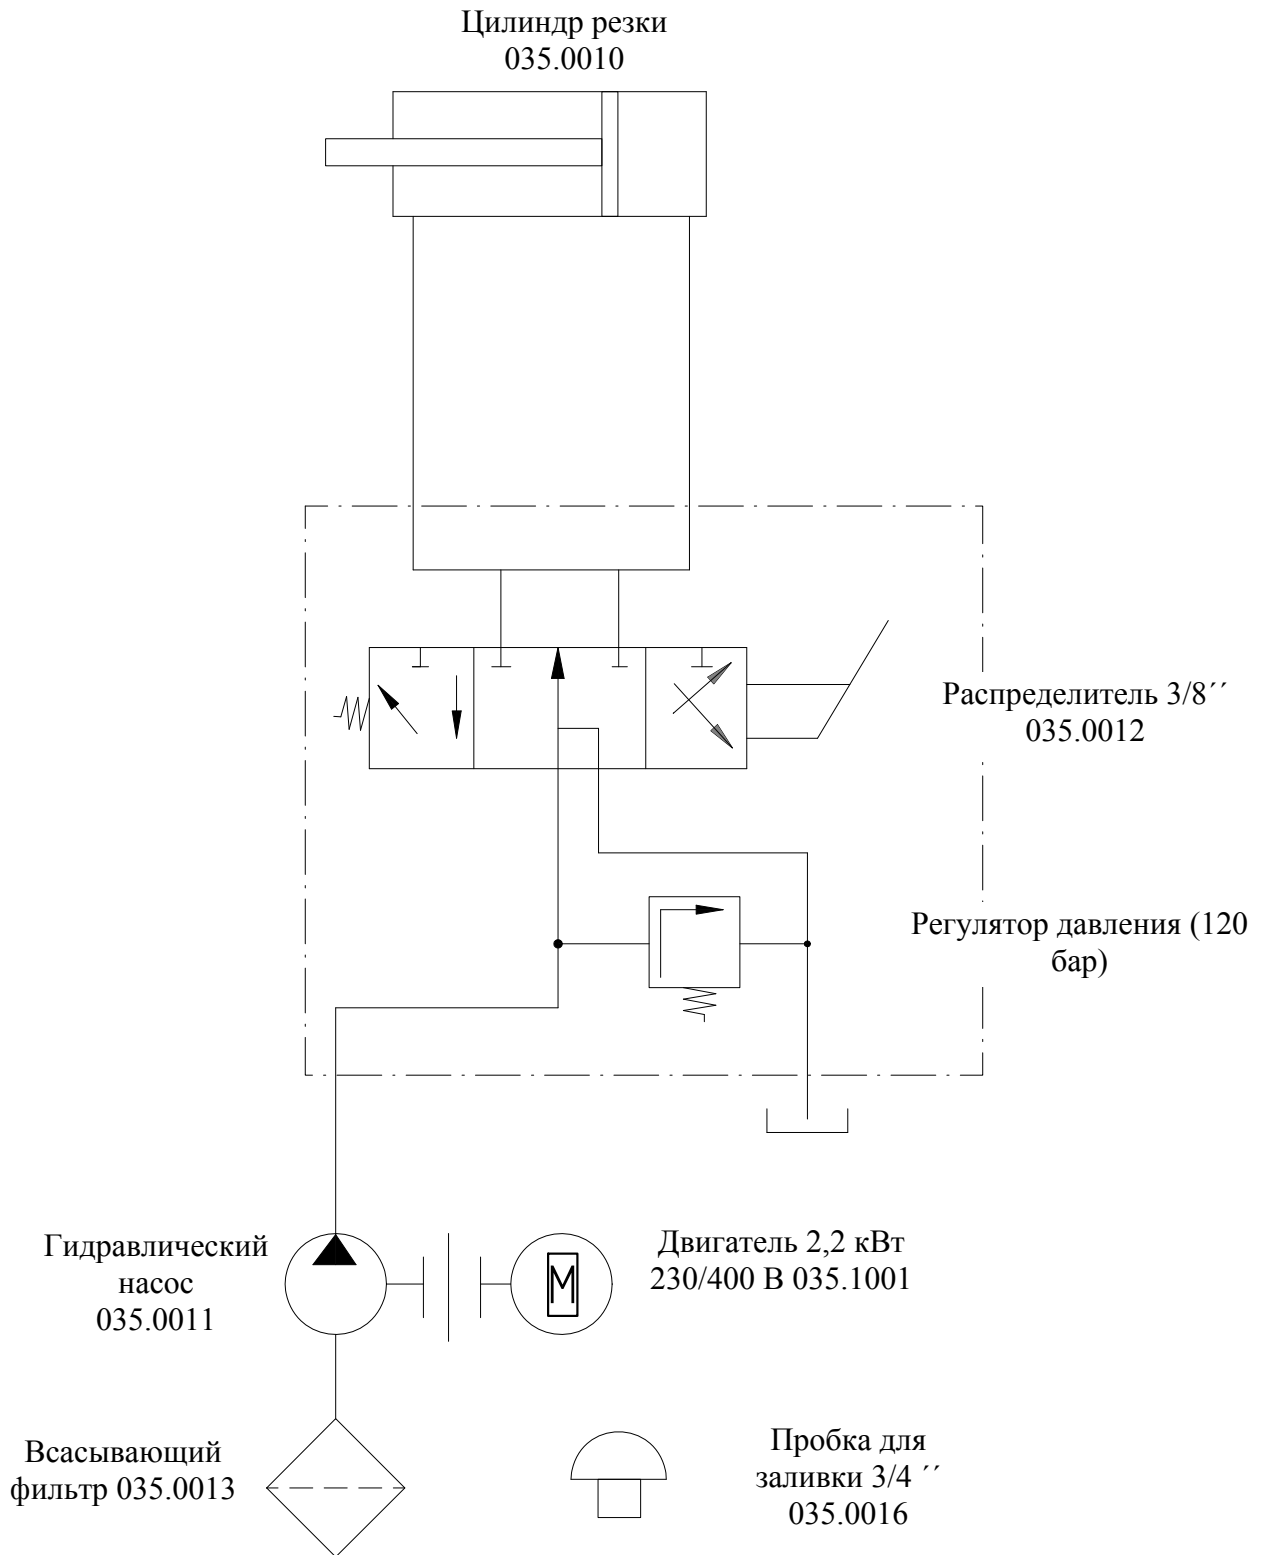 Цилиндр резки
035.0010
Распределитель 3/8´´
035.0012
Регулятор давления (120
бар)
Гидравлический
насос
035.0011
M
Двигатель 2,2 кВт
230/400 В 035.1001
Всасывающий
фильтр 035.0013
Пробка для
заливки 3/4 ´´
035.0016